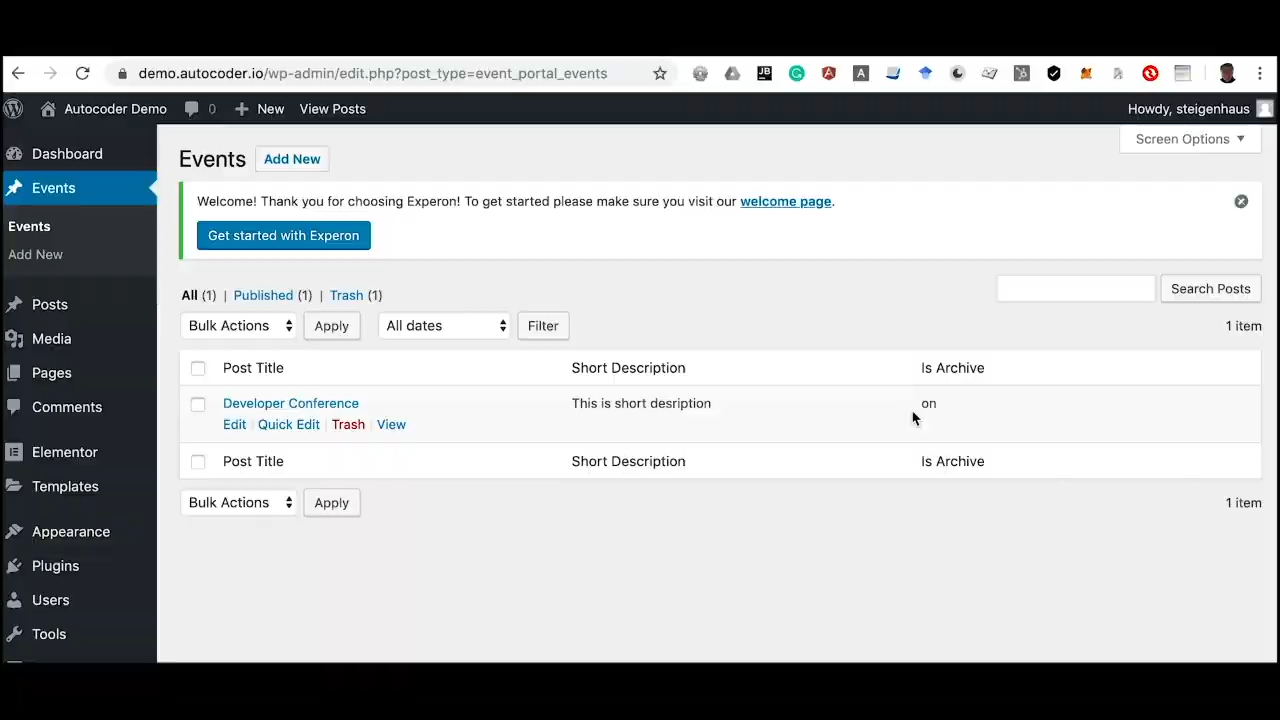 demo.autocoder.io/wp-admin/edit.php?post_type=event_portal_events
JB
A
A
Autocoder Demo 0 New View Posts Howdy, steigenhaus
Screen Options
Dashboard
Events
Events
Add New
Posts
Media
Pages
Comments
Elementor
Templates
Appearance
Plugins
Users
Tools
Events Add New
Welcome! Thank you for choosing Experon! To get started please make sure you visit our welcome page.
Get started with Experon
All (1) | Published (1) | Trash (1) Search Posts
Bulk Actions Apply All dates Filter 1 item
Post Title Short Description Is Archive
Developer Conference This is short desription on
Edit | Quick Edit | Trash | View
Post Title Short Description Is Archive
Bulk Actions Apply 1 item